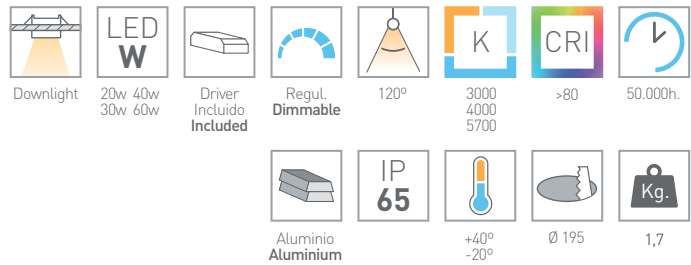 LED
W
K
CRI
Downlight
20w 40w
30w 60w
Driver
Incluido
Included
Regul.
Dimmable
120º
3000
4000
5700
>80
50.000h.
IP
65
Kg.
Aluminio
Aluminium
+40º
-20º
Ø 195
1,7